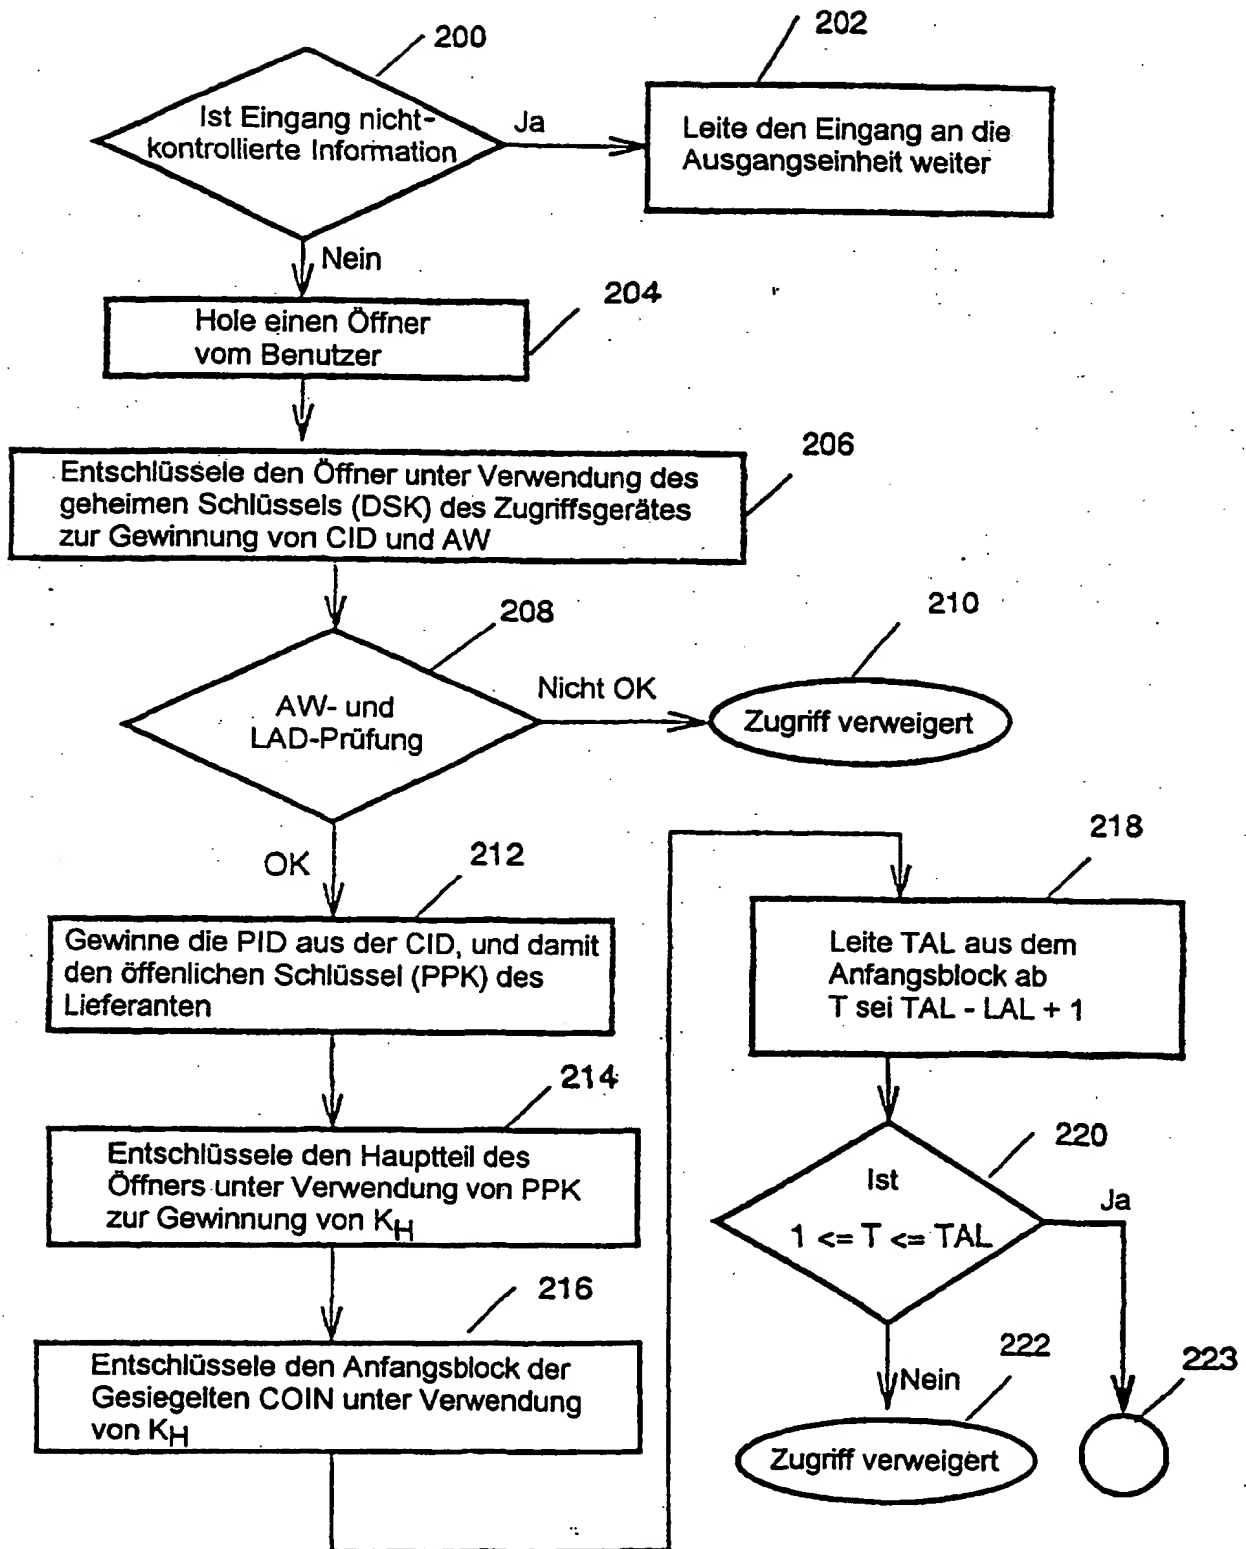 200
202
Ist Eingang nicht-
kontrollierte Information
Ja
Leite den Eingang an die
Ausgangseinheit weiter
Nein
204
Hole einen Öffner
vom Benutzer
206
Entschlüssele den Öffner unter Verwendung des
geheimen Schlüssels (DSK) des Zugriffsgerätes
zur Gewinnung von CID und AW
208
210
AW- und
LAD-Prüfung
Nicht OK
Zugriff verweigert
OK
212
Gewinne die PID aus der CID, und damit
den öffenlichen Schlüssel (PPK) des
Lieferanten
214
Entschlüssele den Hauptteil des
Öffners unter Verwendung von PPK
zur Gewinnung von KH
216
Entschlüssele den Anfangsblock der
Gesiegelten COIN unter Verwendung
von KH
218
Leite TAL aus dem
Anfangsblock ab
T sei TAL - LAL + 1
220
Ist
1 <= T <= TAL
Ja
Nein
222
Zugriff verweigert
223